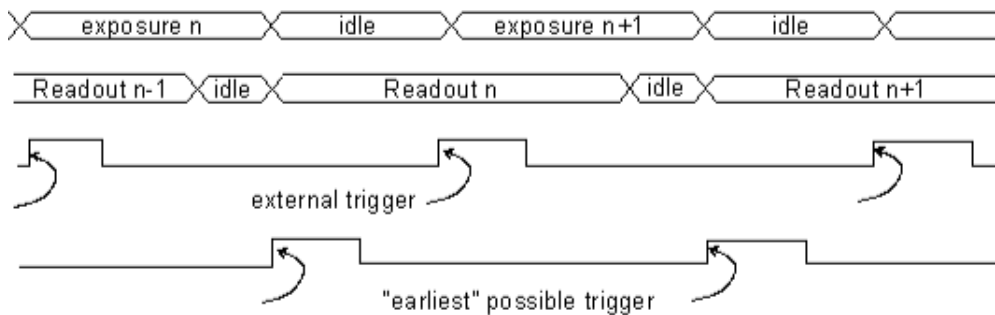 exposure n idle exposure n+1 idle
Readout n-1 idle Readout n idle Readout n+1
external trigger
"earliest" possible trigger